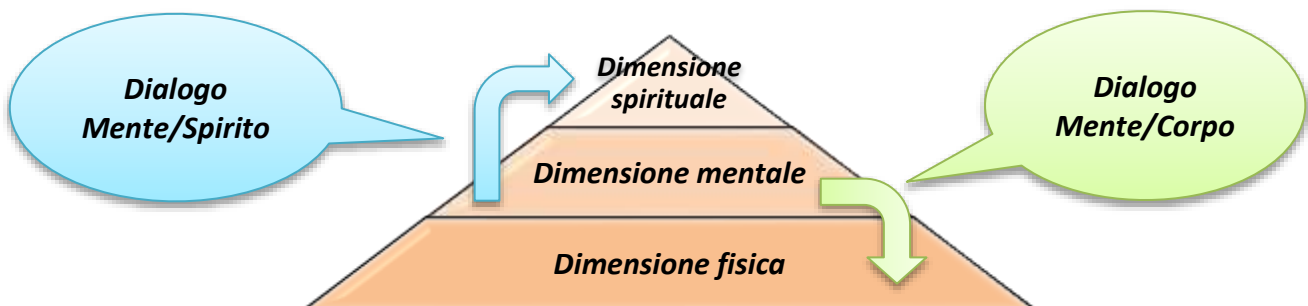 Dialogo
Mente/Spirito
Dimensione
spirituale
Dialogo
Mente/Corpo
Dimensione mentale
Dimensione fisica